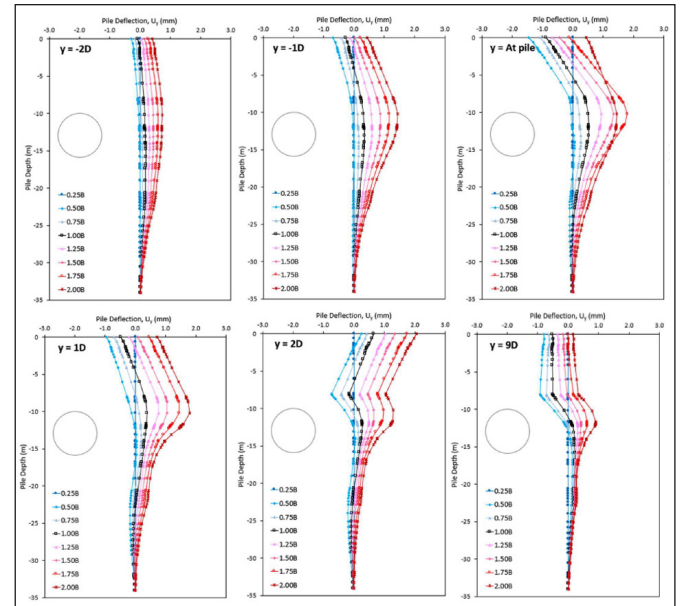 Pile Deflection, Uy (mm)
-3.0 -2.0 -1.0 0.0 1.0 2.0 3.0
y = -2D
Pile Depth (m)
0
-5
-10
-15
-20
-25
-30
-35
0.25B
0.50B
0.75B
1.00B
1.25B
1.50B
1.75B
2.00B
Pile Deflection, Uy (mm)
-3.0 -2.0 -1.0 0.0 1.0 2.0 3.0
y = -1D
Pile Depth (m)
0
-5
-10
-15
-20
-25
-30
-35
0.25B
0.50B
0.75B
1.00B
1.25B
1.50B
1.75B
2.00B
Pile Deflection, Uy (mm)
-3.0 -2.0 -1.0 0.0 1.0 2.0 3.0
y = At pile
Pile Depth (m)
0
-5
-10
-15
-20
-25
-30
-35
0.25B
0.50B
0.75B
1.00B
1.25B
1.50B
1.75B
2.00B
Pile Deflection, Uy (mm)
-3.0 -2.0 -1.0 0.0 1.0 2.0 3.0
y = 1D
Pile Depth (m)
0
-5
-10
-15
-20
-25
-30
-35
0.25B
0.50B
0.75B
1.00B
1.25B
1.50B
1.75B
2.00B
Pile Deflection, Uy (mm)
-3.0 -2.0 -1.0 0.0 1.0 2.0 3.0
y = 2D
Pile Depth (m)
0
-5
-10
-15
-20
-25
-30
-35
0.25B
0.50B
0.75B
1.00B
1.25B
1.50B
1.75B
2.00B
Pile Deflection, Uy (mm)
-3.0 -2.0 -1.0 0.0 1.0 2.0 3.0
y = 9D
Pile Depth (m)
0
-5
-10
-15
-20
-25
-30
-35
0.25B
0.50B
0.75B
1.00B
1.25B
1.50B
1.75B
2.00B